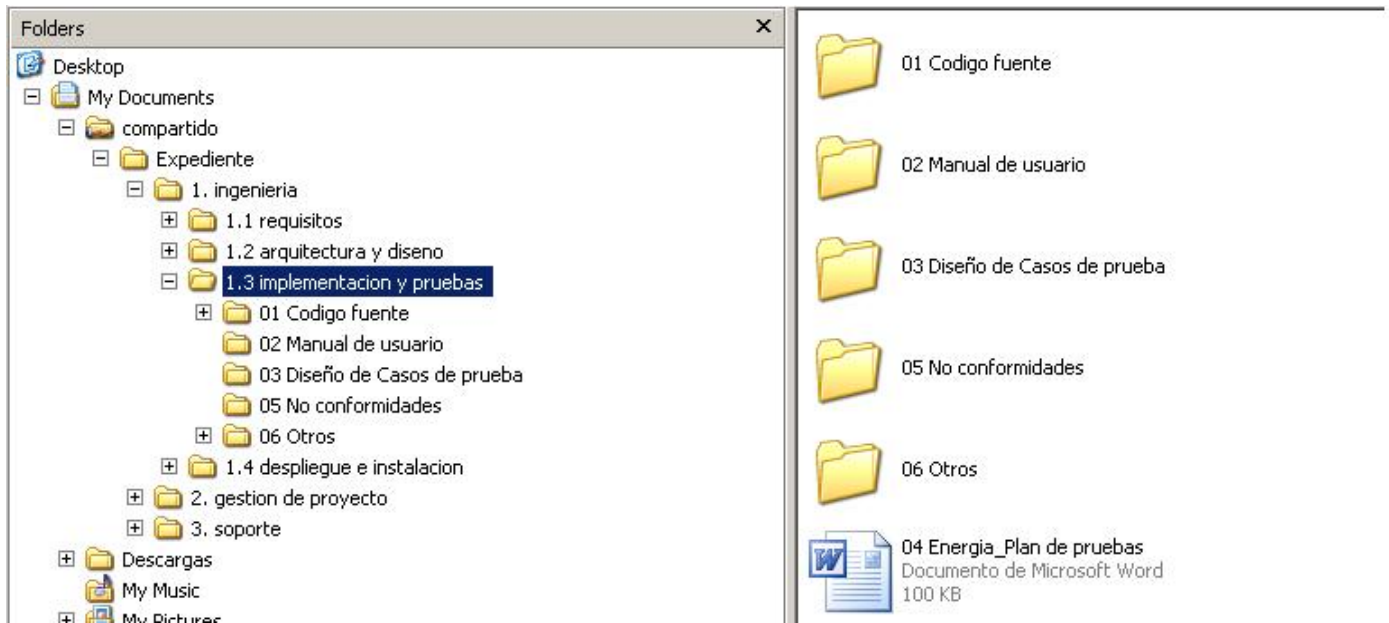 Folders
Desktop
My Documents
compartido
Expediente
1. ingenieria
1.1 requisitos
1.2 arquitectura y diseno
1.3 implementacion y pruebas
01 Codigo fuente
02 Manual de usuario
03 Diseño de Casos de prueba
05 No conformidades
06 Otros
1.4 despliegue e instalacion
2. gestion de proyecto
3. soporte
Descargas
My Music
My Pictures
01 Codigo fuente
02 Manual de usuario
03 Diseño de Casos de prueba
05 No conformidades
06 Otros
04 Energia_Plan de pruebas
Documento de Microsoft Word
100 KB